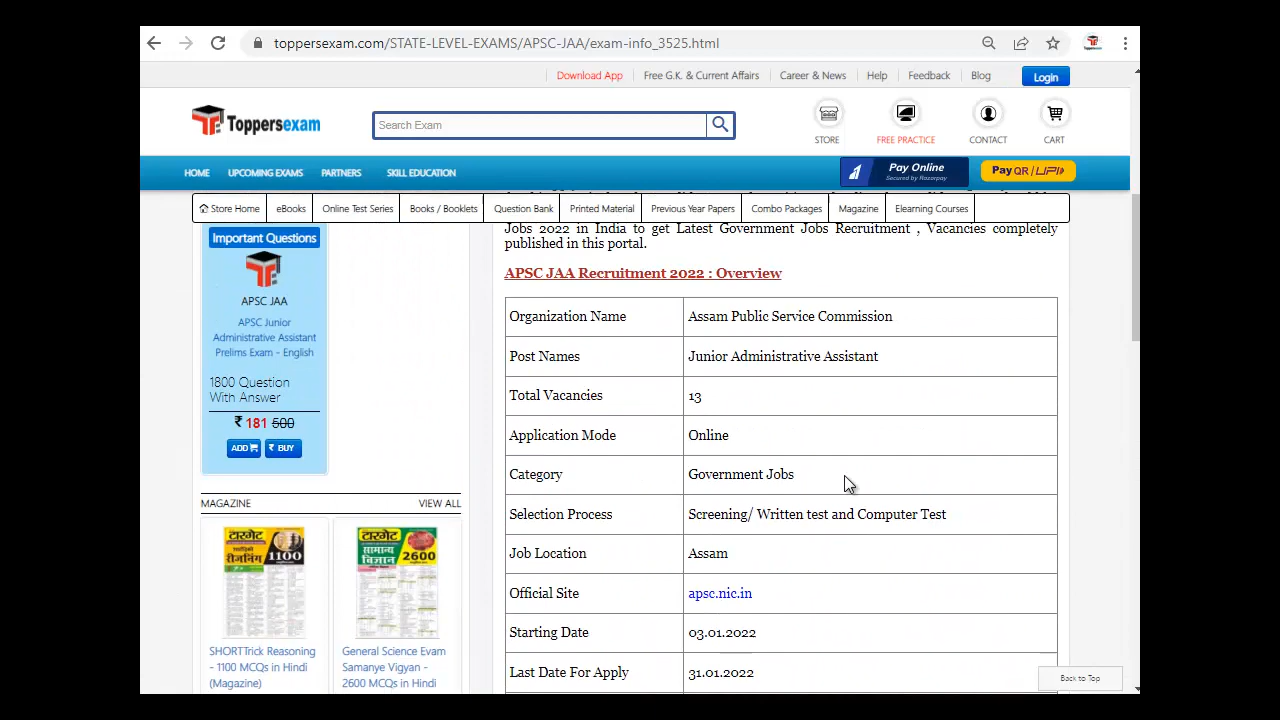 toppersexam.com/STATE-LEVEL-EXAMS/APSC-JAA/exam-info_3525.html
Download App
Free G.K. & Current Affairs
Career & News
Help
Feedback
Blog
Login
Toppersexam
Search Exam
STORE
FREE PRACTICE
CONTACT
CART
HOME
UPCOMING EXAMS
PARTNERS
SKILL EDUCATION
Pay Online
Secured by Razorpay
Pay QR/UPI
Store Home
eBooks
Online Test Series
Books / Booklets
Question Bank
Printed Material
Previous Year Papers
Combo Packages
Magazine
Elearning Courses
Important Questions
APSC JAA
APSC Junior
Administrative Assistant
Prelims Exam - English
1800 Question
With Answer
₹ 181 500
ADD
₹ BUY
MAGAZINE
VIEW ALL
टारगेट
रीजनिंग
1100
टारगेट
सामान्य
विज्ञान
2600
SHORTTrick Reasoning
- 1100 MCQs in Hindi
(Magazine)
General Science Exam
Samanye Vigyan -
2600 MCQs in Hindi
Jobs 2022 in India to get Latest Government Jobs Recruitment , Vacancies completely
published in this portal.
APSC JAA Recruitment 2022 : Overview
Organization Name Assam Public Service Commission
Post Names Junior Administrative Assistant
Total Vacancies 13
Application Mode Online
Category Government Jobs
Selection Process Screening/ Written test and Computer Test
Job Location Assam
Official Site apsc.nic.in
Starting Date 03.01.2022
Last Date For Apply 31.01.2022
Back to Top